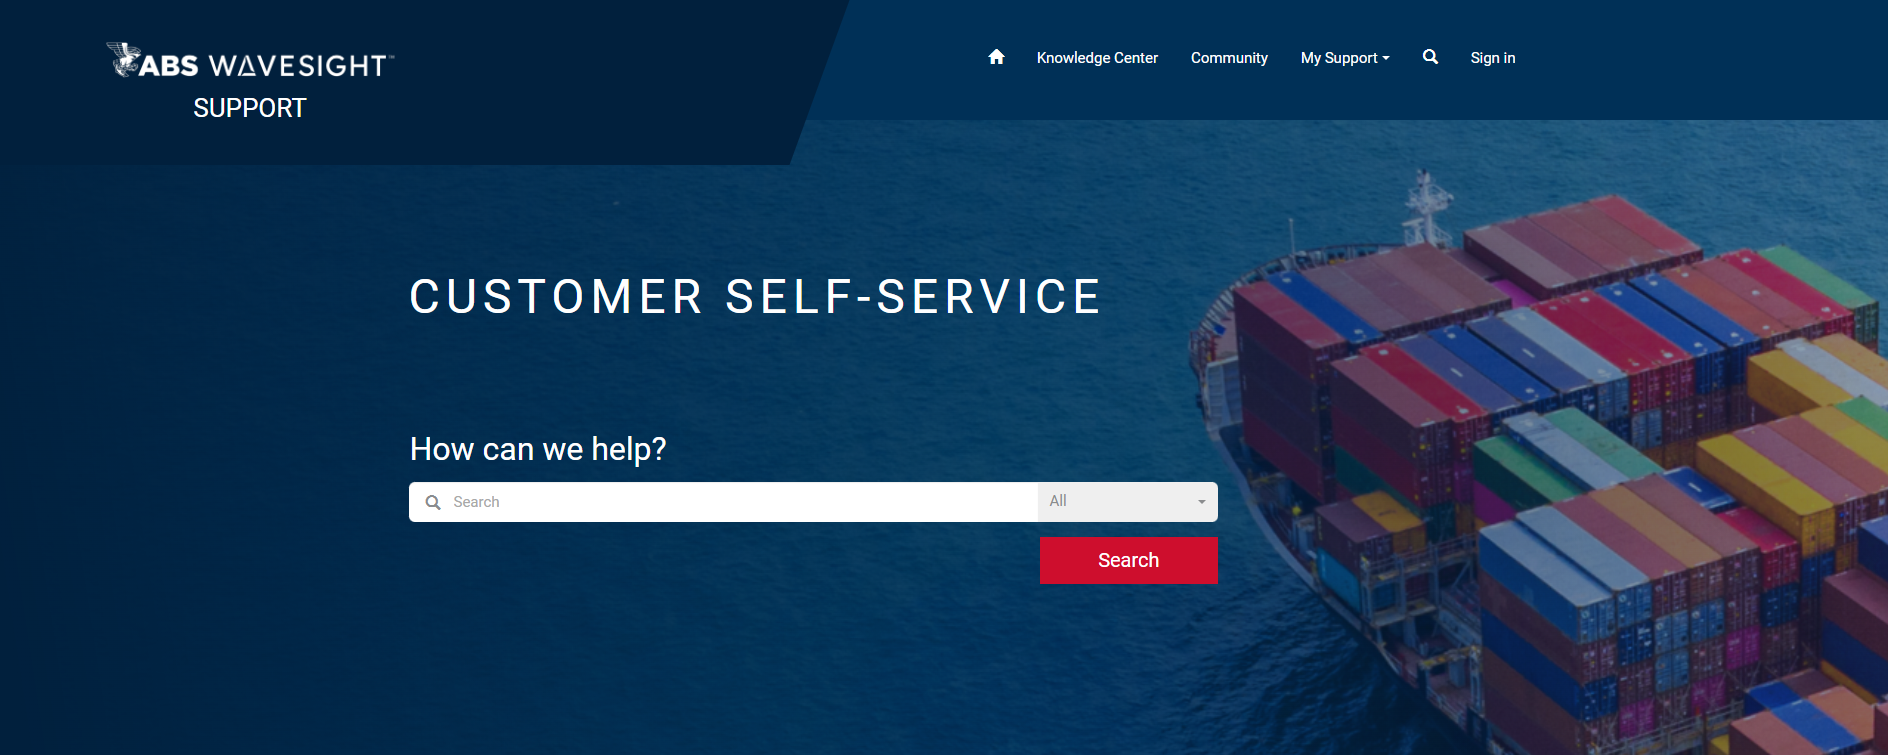 ABS WAVESIGHT™
SUPPORT
Knowledge Center
Community
My Support
Sign in
CUSTOMER SELF-SERVICE
How can we help?
Search
All
Search